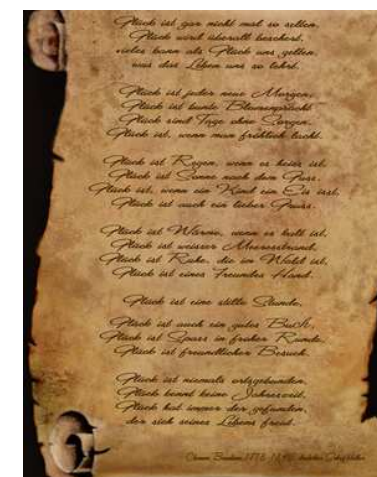 Glück ist gar nicht mal so selten,
Glück wird überall beschert,
vieles kann als Glück uns gelten,
was das Leben uns so lehrt.
Glück ist jeder neue Morgen,
Glück ist bunte Blumenpracht,
Glück sind Tage ohne Sorgen,
Glück ist, wenn man fröhlich lacht.
Glück ist Regen, wenn es heiss ist,
Glück ist Sonne nach dem Guss,
Glück ist, wenn ein Kind ein Eis isst,
Glück ist auch ein lieber Gruss.
Glück ist Wärme, wenn es kalt ist,
Glück ist weisser Meeresstrand,
Glück ist Ruhe, die im Wald ist,
Glück ist eines Freundes Hand.
Glück ist eine stille Stunde,
Glück ist auch ein gutes Buch,
Glück ist Spass in froher Runde,
Glück ist freundlicher Besuch.
Glück ist niemals ortsgebunden,
Glück kennt keine Jahreszeit,
Glück hat immer der gefunden,
der sich seines Lebens freut.
Clemens Brentano